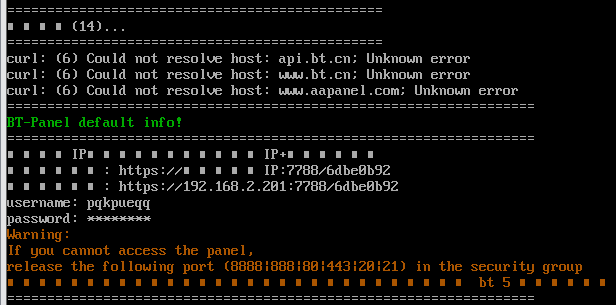 ===============================================
(14)...
===============================================
curl: (6) Could not resolve host: api.bt.cn; Unknown error
curl: (6) Could not resolve host: www.bt.cn; Unknown error
curl: (6) Could not resolve host: www.aapanel.com; Unknown error
==================================================================
BT-Panel default info!
==================================================================
IP IP+
: https:// IP:7788/6dbe0b92
: https://192.168.2.201:7788/6dbe0b92
username: pqkpueqq
password: ********
Warning:
If you cannot access the panel,
release the following port (8888|888|80|443|20|21) in the security group
bt 5
==================================================================